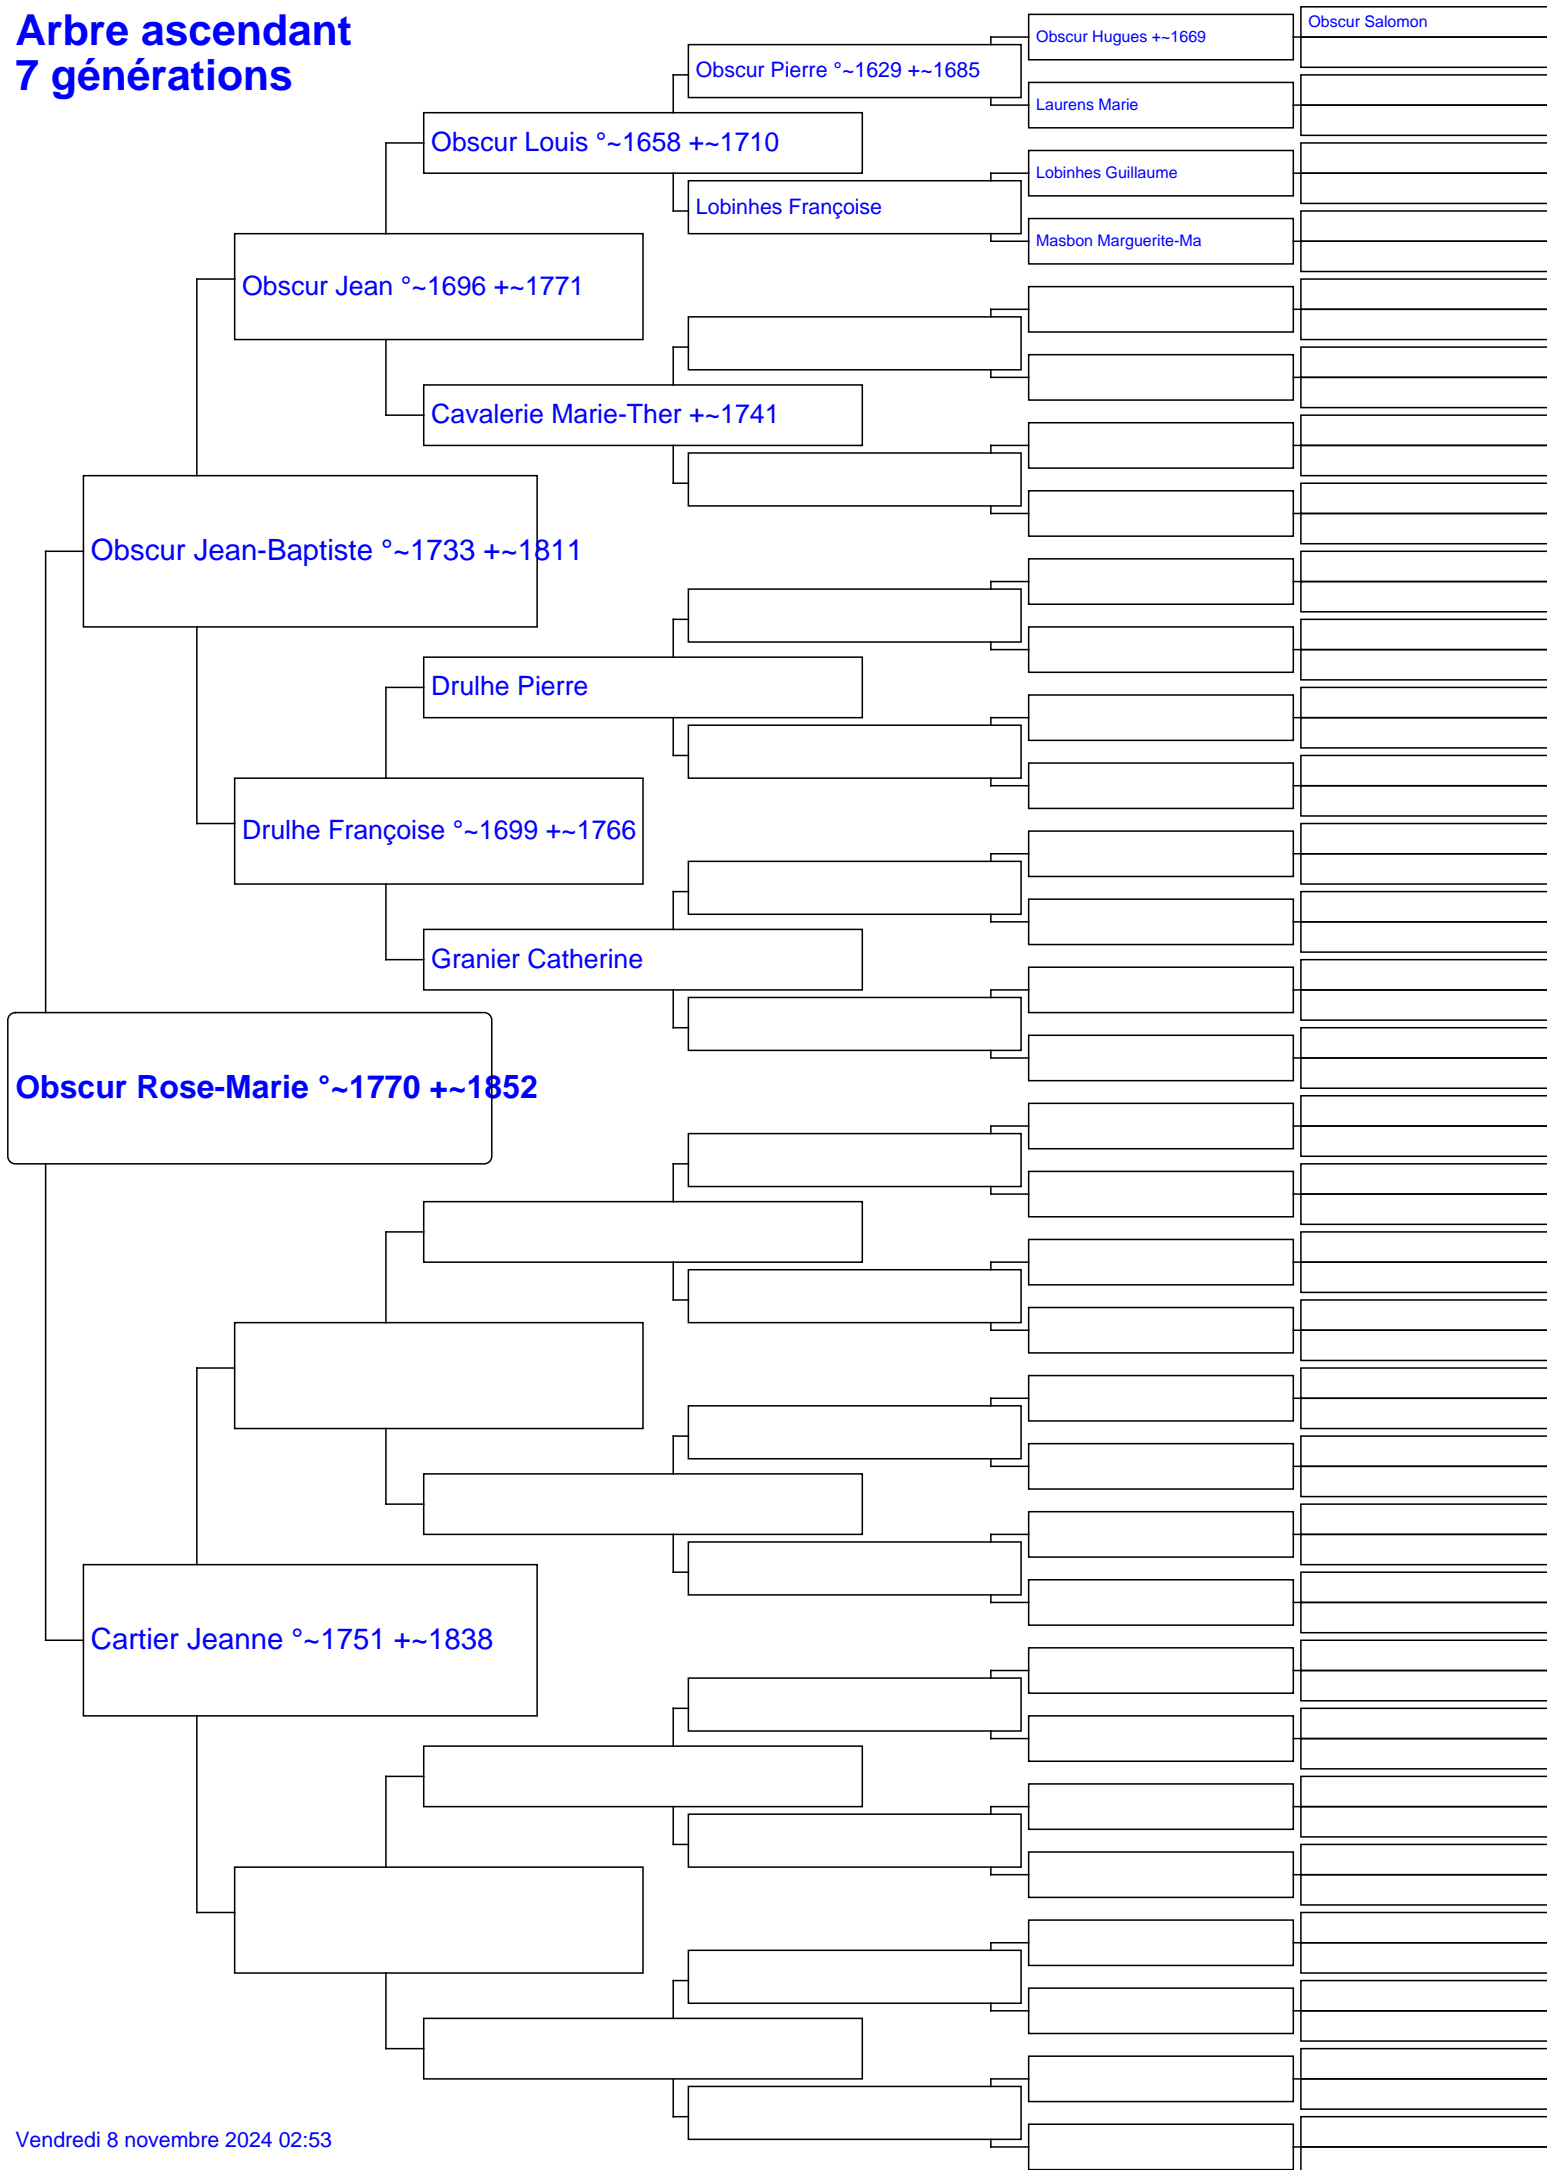 Arbre ascendant
7 générations
Obscur Salomon
Obscur Hugues +~1669
Obscur Pierre °~1629 +~1685
Laurens Marie
Obscur Louis °~1658 +~1710
Lobinhes Guillaume
Lobinhes Françoise
Masbon Marguerite-Ma
Obscur Jean °~1696 +~1771
Cavalerie Marie-Ther +~1741
Obscur Jean-Baptiste °~1733 +~1811
Drulhe Pierre
Drulhe Françoise °~1699 +~1766
Granier Catherine
Obscur Rose-Marie °~1770 +~1852
Cartier Jeanne °~1751 +~1838
Vendredi 8 novembre 2024 02:53